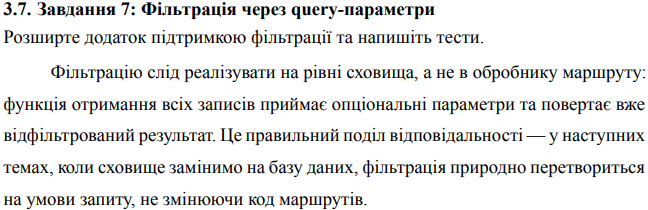 3.7. Завдання 7: Фільтрація через query-параметри
Розширте додаток підтримкою фільтрації та напишіть тести.
Фільтрацію слід реалізувати на рівні сховища, а не в обробнику маршруту:
функція отримання всіх записів приймає опціональні параметри та повертає вже
відфільтрований результат. Це правильний поділ відповідальності — у наступних
темах, коли сховище замінимо на базу даних, фільтрація природно перетвориться
на умови запиту, не змінюючи код маршрутів.